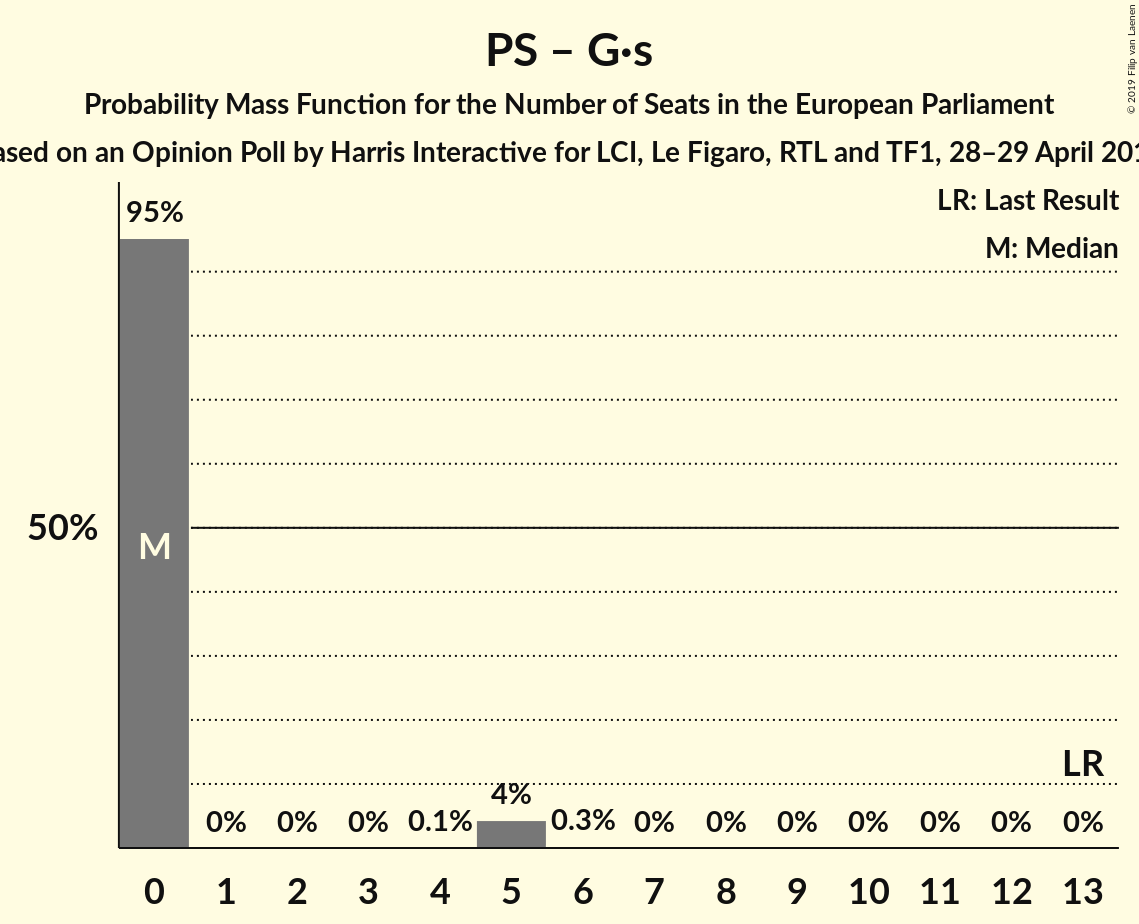 PS – G·s
Probability Mass Function for the Number of Seats in the European Parliament
ased on an Opinion Poll by Harris Interactive for LCI, Le Figaro, RTL and TF1, 28–29 April 201
© 2019 Filip van Laenen
LR: Last Result
M: Median
95%
50%
M
LR
0% 0% 0% 0.1% 4% 0.3% 0% 0% 0% 0% 0% 0% 0%
0 1 2 3 4 5 6 7 8 9 10 11 12 13